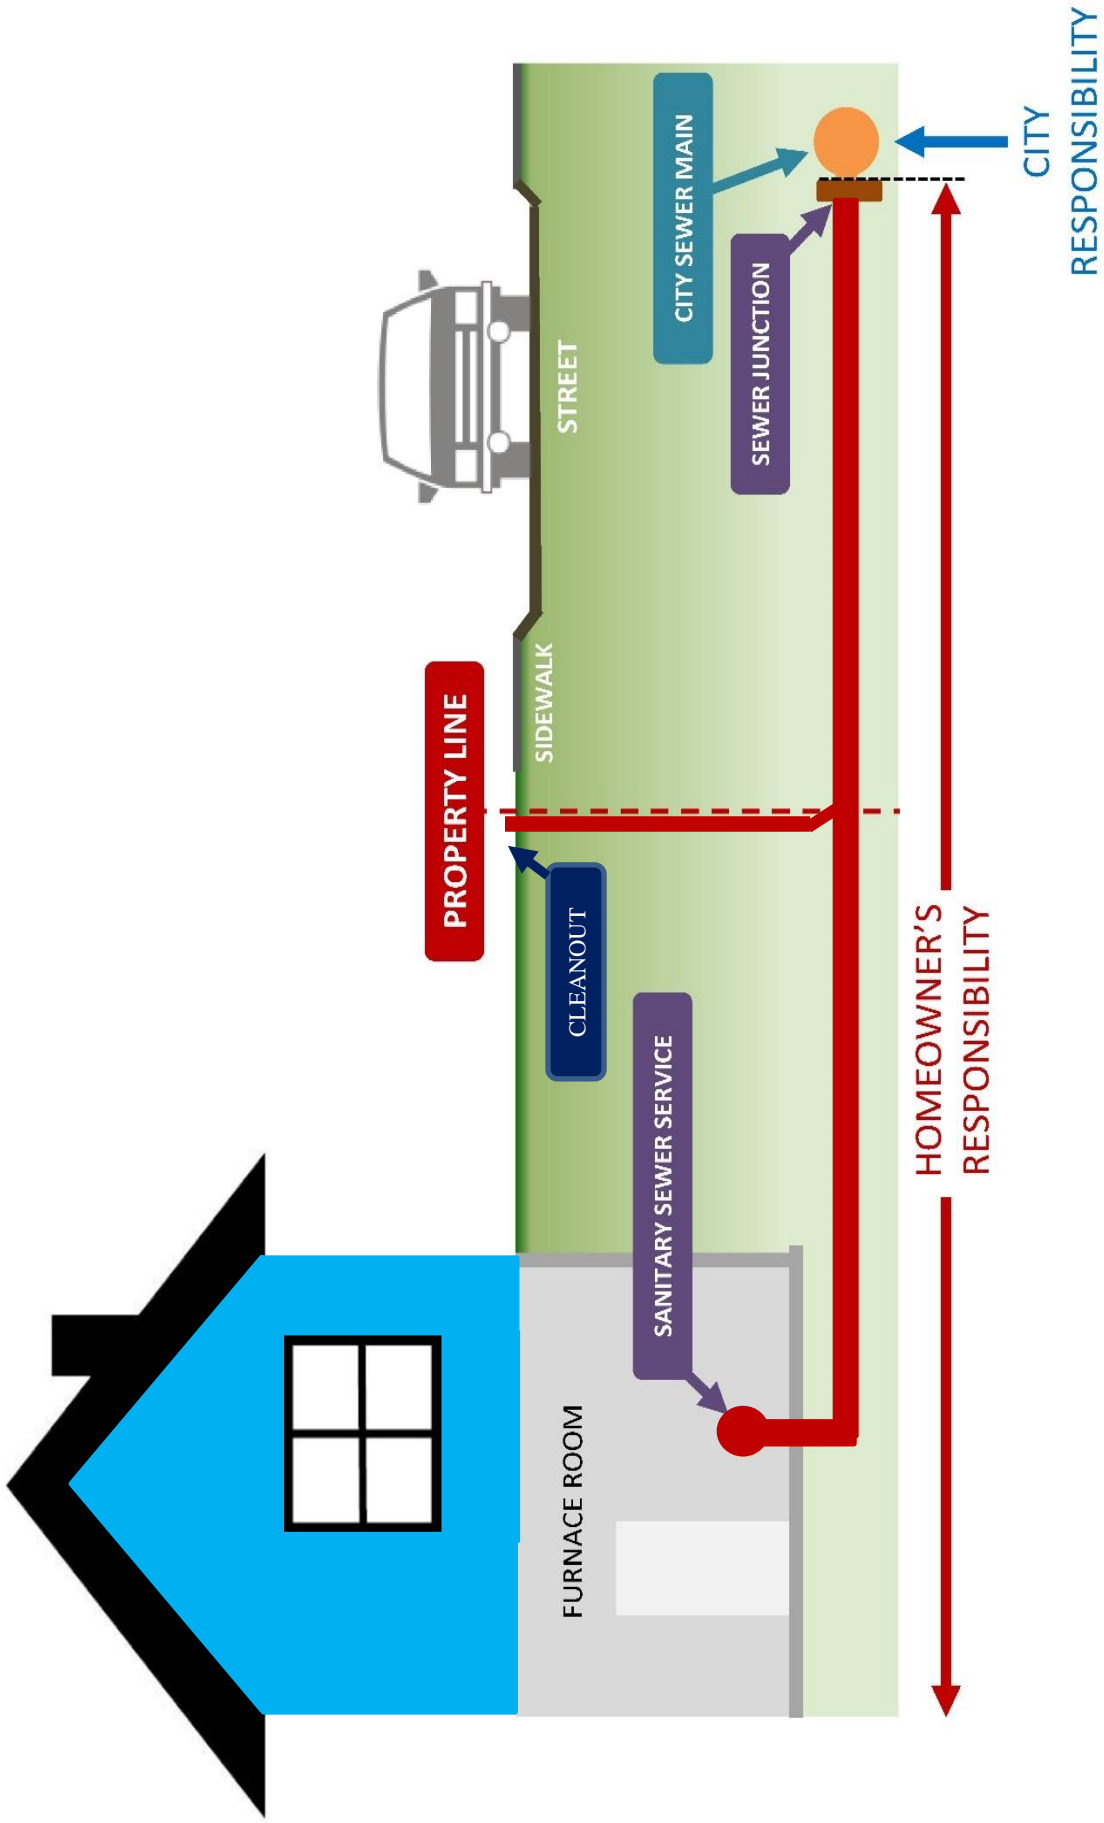 PROPERTY LINE
SIDEWALK
STREET
CLEANOUT
FURNACE ROOM
SANITARY SEWER SERVICE
CITY SEWER MAIN
SEWER JUNCTION
HOMEOWNER'S
RESPONSIBILITY
CITY
RESPONSIBILITY